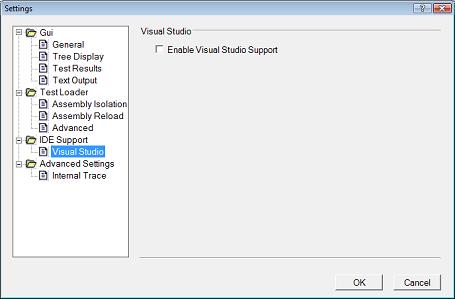 Settings
Gui
General
Tree Display
Test Results
Text Output
Test Loader
Assembly Isolation
Assembly Reload
Advanced
IDE Support
Visual Studio
Advanced Settings
Internal Trace
Visual Studio
Enable Visual Studio Support
OK
Cancel